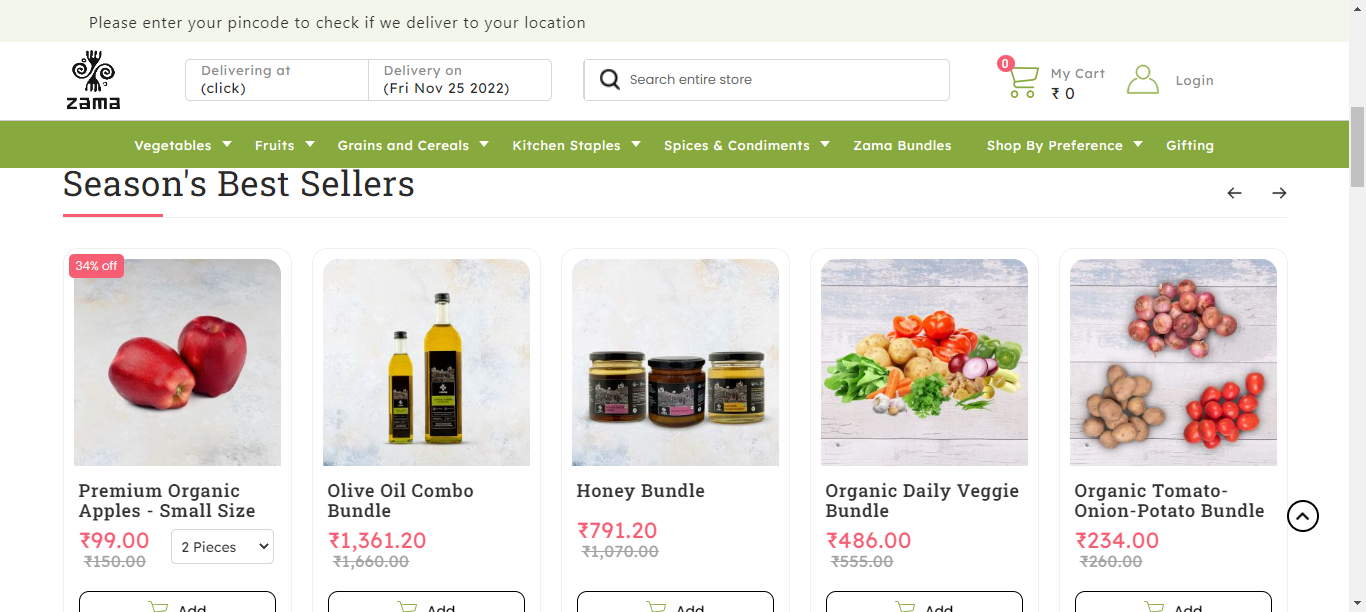 Please enter your pincode to check if we deliver to your location
zama
Delivering at
(click)
Delivery on
(Fri Nov 25 2022)
Search entire store
0
My Cart
₹ 0
Login
Vegetables
Fruits
Grains and Cereals
Kitchen Staples
Spices & Condiments
Zama Bundles
Shop By Preference
Gifting
Season's Best Sellers
34% off
Premium Organic
Apples - Small Size
₹99.00
₹150.00
2 Pieces
Add
Olive Oil Combo
Bundle
₹1,361.20
₹1,660.00
Add
Honey Bundle
₹791.20
₹1,070.00
Add
Organic Daily Veggie
Bundle
₹486.00
₹555.00
Add
Organic Tomato-
Onion-Potato Bundle
₹234.00
₹260.00
Add